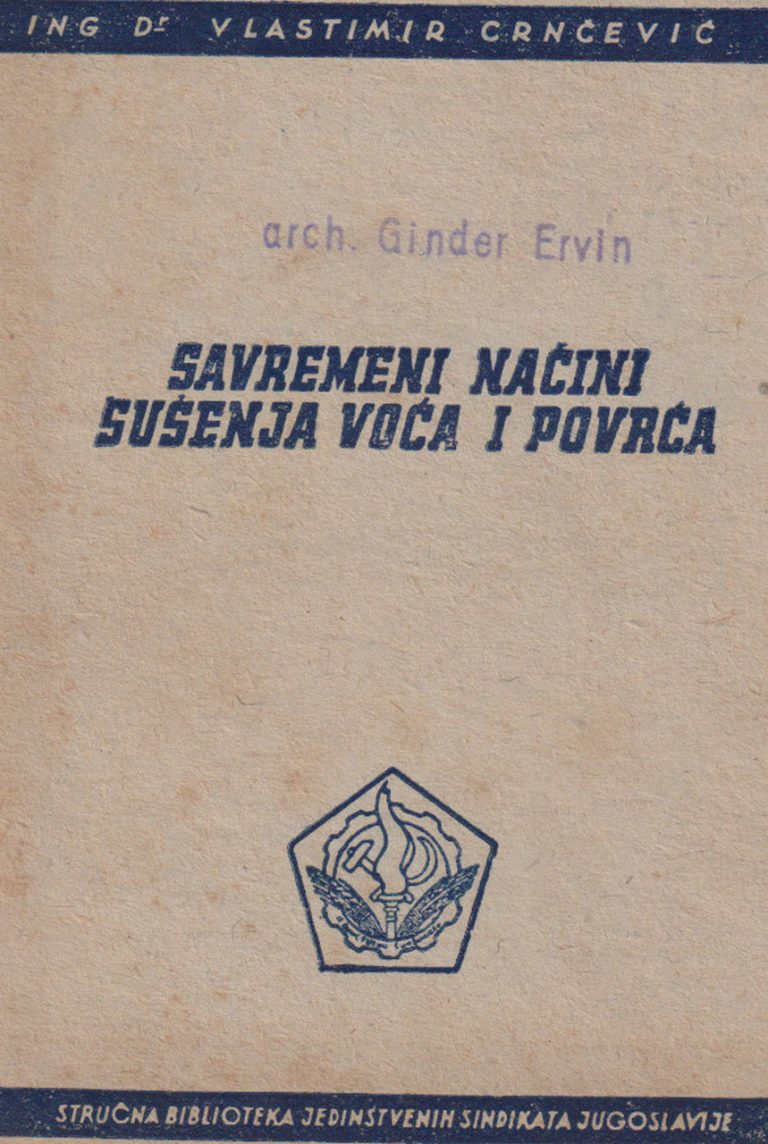 ING Dr VLASTIMIR CRNČEVIĆ
arch. Ginder Ervin
SAVREMENI NAČINI
SUŠENJA VOĆA I POVRĆA
STRUČNA BIBLIOTEKA JEDINSTVENIH SINDIKATA JUGOSLAVIJE